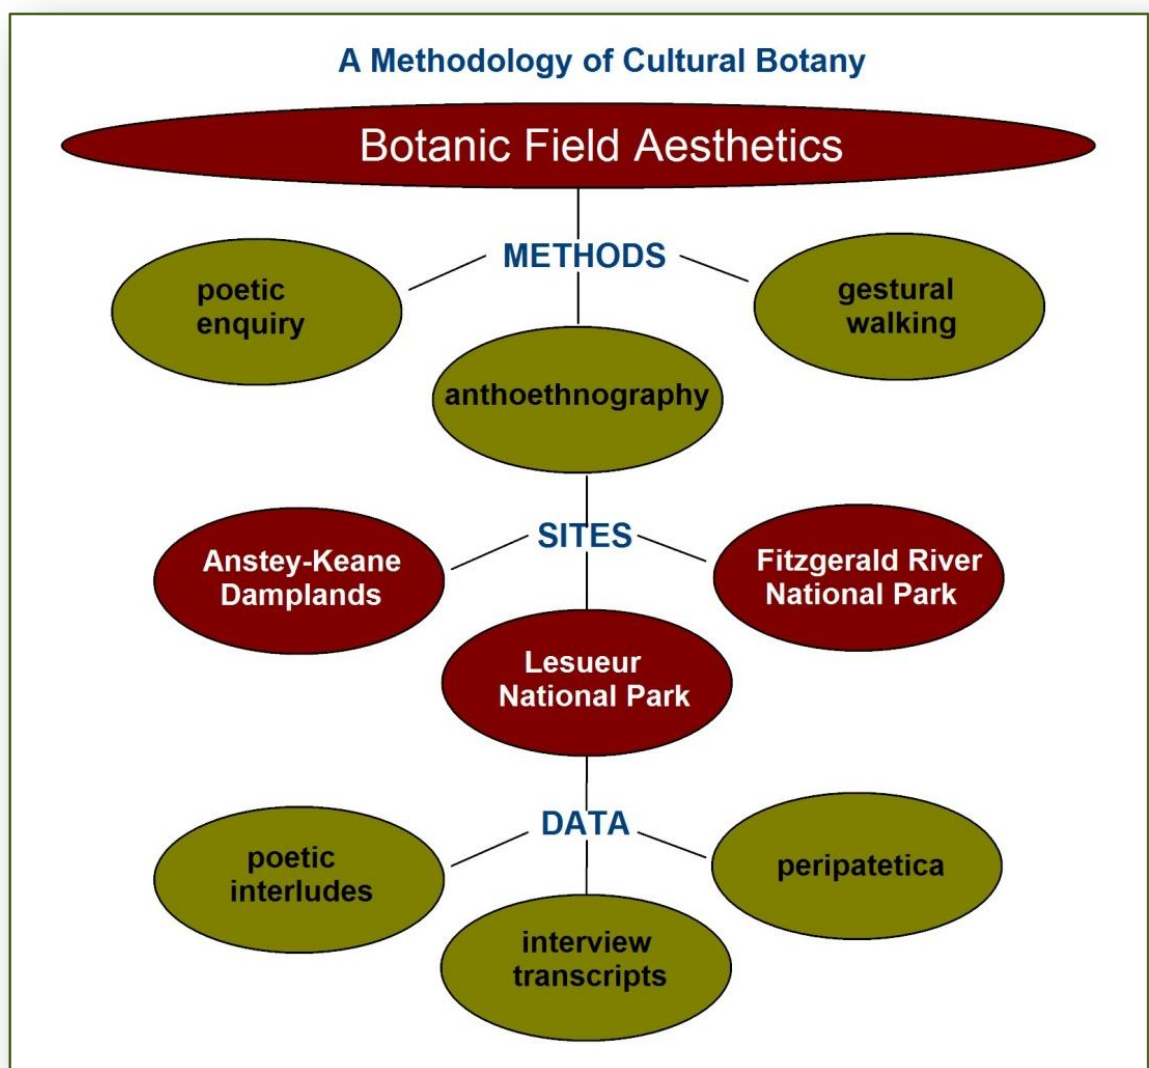 A Methodology of Cultural Botany
Botanic Field Aesthetics
METHODS
poetic
enquiry
gestural
walking
anthoethnography
SITES
Anstey-Keane
Damplands
Fitzgerald River
National Park
Lesueur
National Park
DATA
poetic
interludes
peripatetica
interview
transcripts